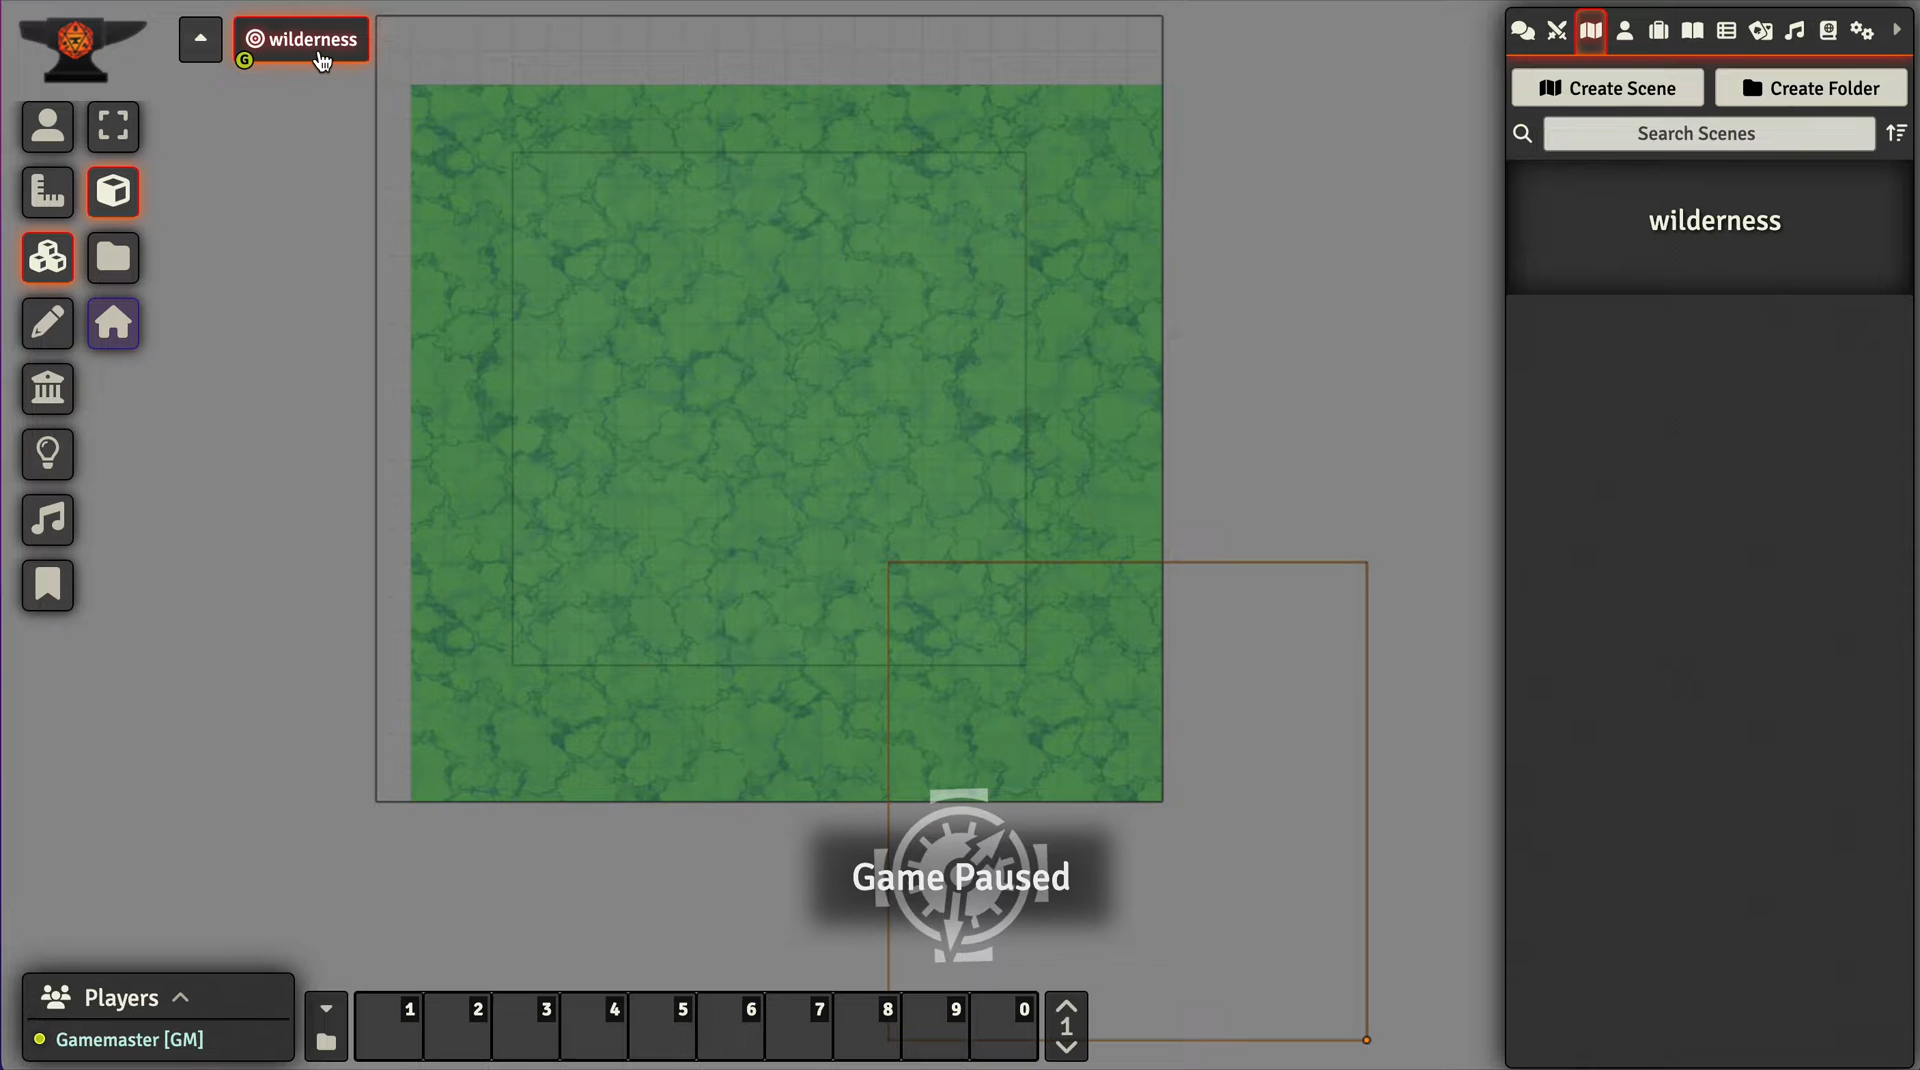 wilderness
G
Create Scene
Create Folder
Search Scenes
wilderness
Game Paused
Players
Gamemaster [GM]
1 2 3 4 5 6 7 8 9 0
1